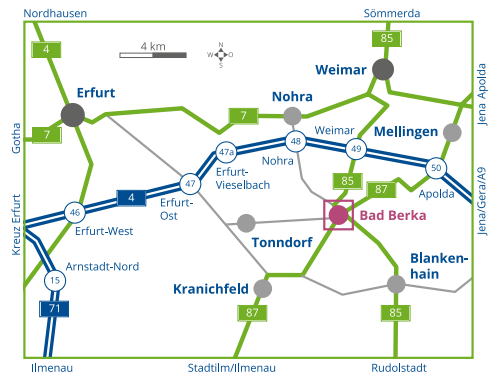 Nordhausen
Sömmerda
4
4 km
N
W O
S
85
Weimar
Jena Apolda
Erfurt
Nohra
7
Gotha
7
Weimar
Mellingen
47a
48
49
Nohra
50
Erfurt-
Vieselbach
85
87
Apolda
47
4
Erfurt-
Ost
Bad Berka
46
Erfurt-West
Kreuz Erfurt
Jena/Gera/A9
Tonndorf
Blanken-
hain
Arnstadt-Nord
15
Kranichfeld
71
87
85
Ilmenau
Stadtilm/Ilmenau
Rudolstadt